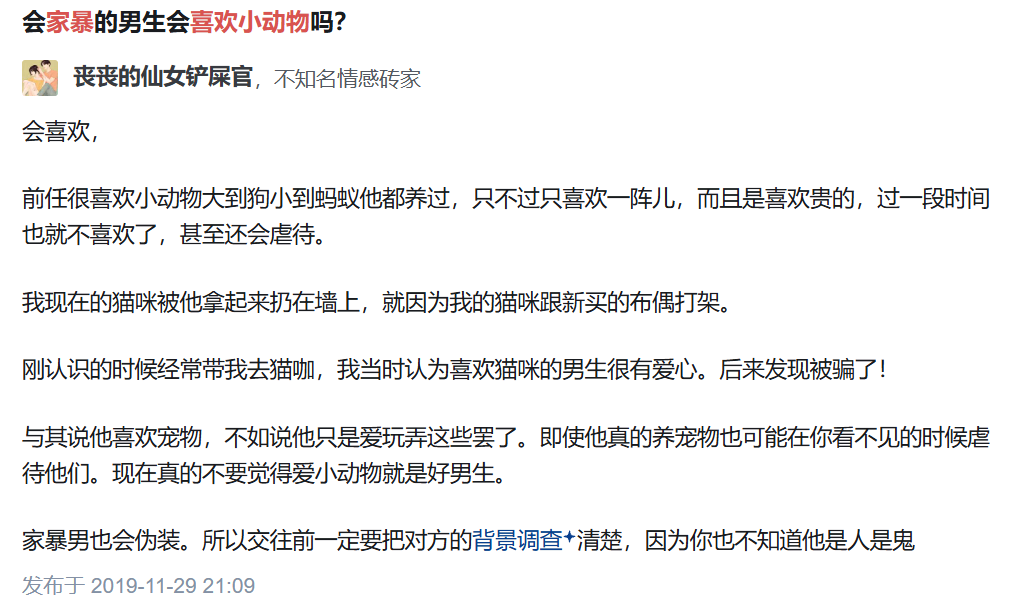 会家暴的男生会喜欢小动物吗？
丧丧的仙女铲屎官，不知名情感砖家
会喜欢，
前任很喜欢小动物大到狗小到蚂蚁他都养过，只不过只喜欢一阵儿，而且是喜欢贵的，过一段时间
也就不喜欢了，甚至还会虐待。
我现在的猫咪被他拿起来扔在墙上，就因为我的猫咪跟新买的布偶打架。
刚认识的时候经常带我去猫咖，我当时认为喜欢猫咪的男生很有爱心。后来发现被骗了！
与其说他喜欢宠物，不如说他只是爱玩弄这些罢了。即使他真的养宠物也可能在你看不见的时候虐
待他们。现在真的不要觉得爱小动物就是好男生。
家暴男也会伪装。所以交往前一定要把对方的背景调查清楚，因为你也不知道他是人是鬼
发布于 2019-11-29 21:09